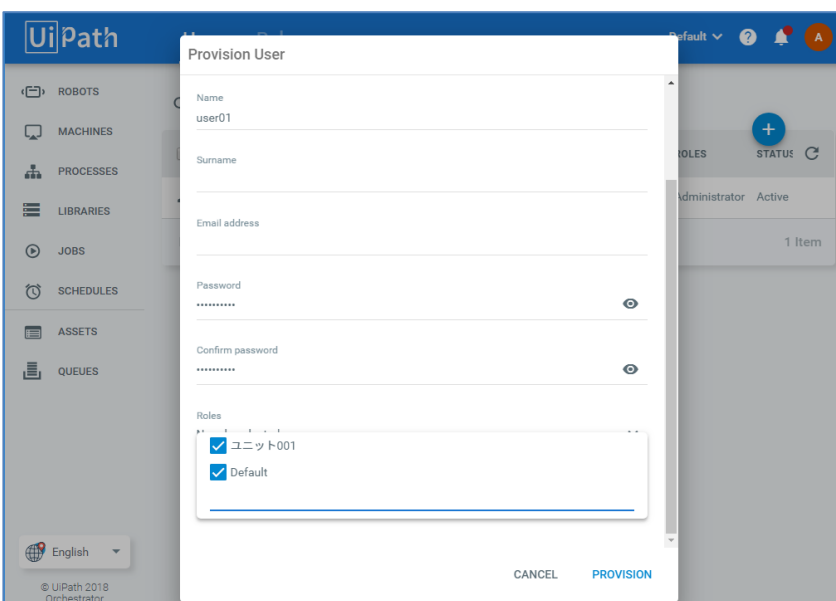 UiPath
Default
A
Provision User
ROBOTS
MACHINES
PROCESSES
LIBRARIES
JOBS
SCHEDULES
ASSETS
QUEUES
Name
user01
Surname
Email address
Password
••••••••••
Confirm password
••••••••••
Roles
ユニット001
Default
CANCEL PROVISION
ROLES STATUS
Administrator Active
1 Item
English
© UiPath 2018
Orchestrator